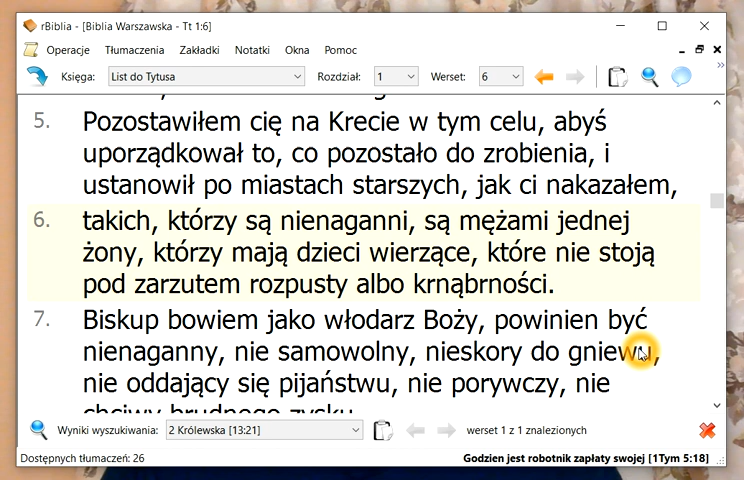 rBiblia - [Biblia Warszawska - Tt 1:6]
Operacje Tłumaczenia Zakładki Notatki Okna Pomoc
Księga: List do Tytusa Rozdział: 1 Werset: 6
5. Pozostawiłem cię na Krecie w tym celu, abyś
uporządkował to, co pozostało do zrobienia, i
ustanowił po miastach starszych, jak ci nakazałem,
6. takich, którzy są nienaganni, są mężami jednej
żony, którzy mają dzieci wierzące, które nie stoją
pod zarzutem rozpusty albo krnąbrności.
7. Biskup bowiem jako włodarz Boży, powinien być
nienaganny, nie samowolny, nieskory do gniewu,
nie oddający się pijaństwu, nie porywczy, nie
chciwy brudnego zysku
Wyniki wyszukiwania: 2 Królewska [13:21] werset 1 z 1 znalezionych
Dostępnych tłumaczeń: 26 Godzien jest robotnik zapłaty swojej [1Tym 5:18]